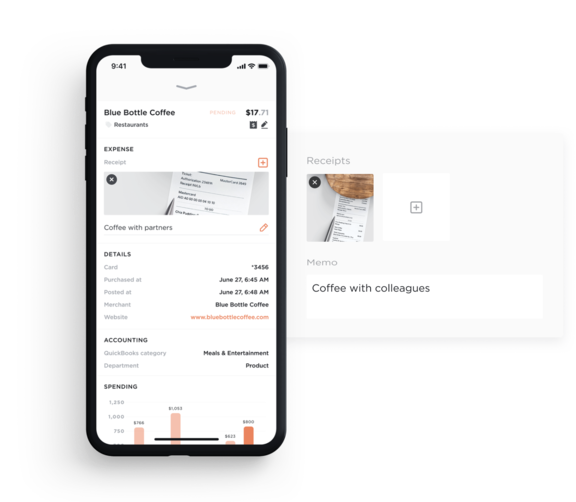 9:41
Blue Bottle Coffee PENDING $17.71
Restaurants
EXPENSE
Receipt
Coffee with partners
DETAILS
Card *3456
Purchased at June 27, 6:45 AM
Posted at June 27, 6:48 AM
Merchant Blue Bottle Coffee
Website www.bluebottlecoffee.com
ACCOUNTING
QuickBooks category Meals & Entertainment
Department Product
SPENDING
1,250
1,000
750
$766
$1,053
$623
$800
Receipts
Memo
Coffee with colleagues